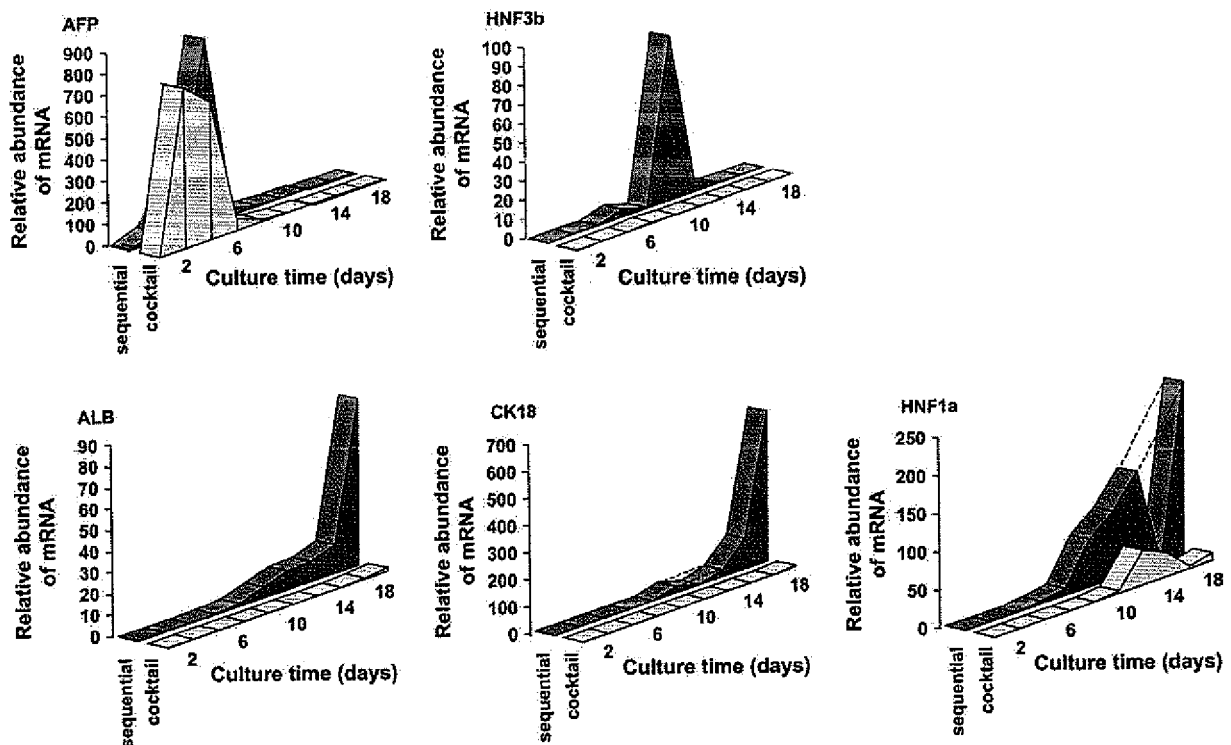 AFP
Relative abundance
of mRNA
900
800
700
600
500
400
300
200
100
0
2
6
10
14
18
Culture time (days)
sequential
cocktail
HNF3b
Relative abundance
of mRNA
100
90
80
70
60
50
40
30
20
10
0
2
6
10
14
18
Culture time (days)
sequential
cocktail
ALB
Relative abundance
of mRNA
90
80
70
60
50
40
30
20
10
0
2
6
10
14
18
Culture time (days)
sequential
cocktail
CK18
Relative abundance
of mRNA
700
600
500
400
300
200
100
0
2
6
10
14
18
Culture time (days)
sequential
cocktail
HNF1a
Relative abundance
of mRNA
250
200
150
100
50
0
2
6
10
14
18
Culture time (days)
sequential
cocktail